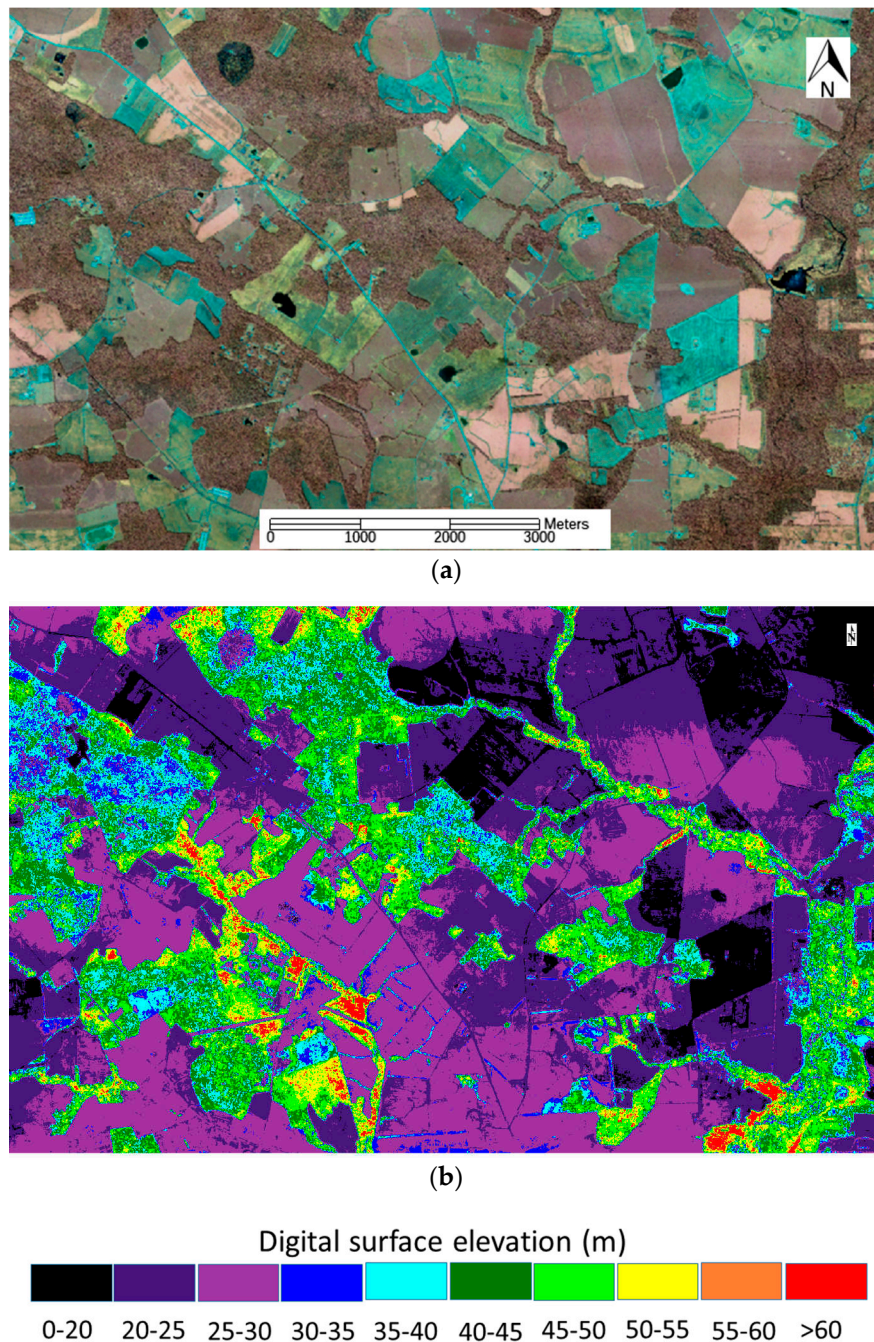 N
Meters
0 1000 2000 3000
(a)
N
(b)
Digital surface elevation (m)
0-20 20-25 25-30 30-35 35-40 40-45 45-50 50-55 55-60 >60